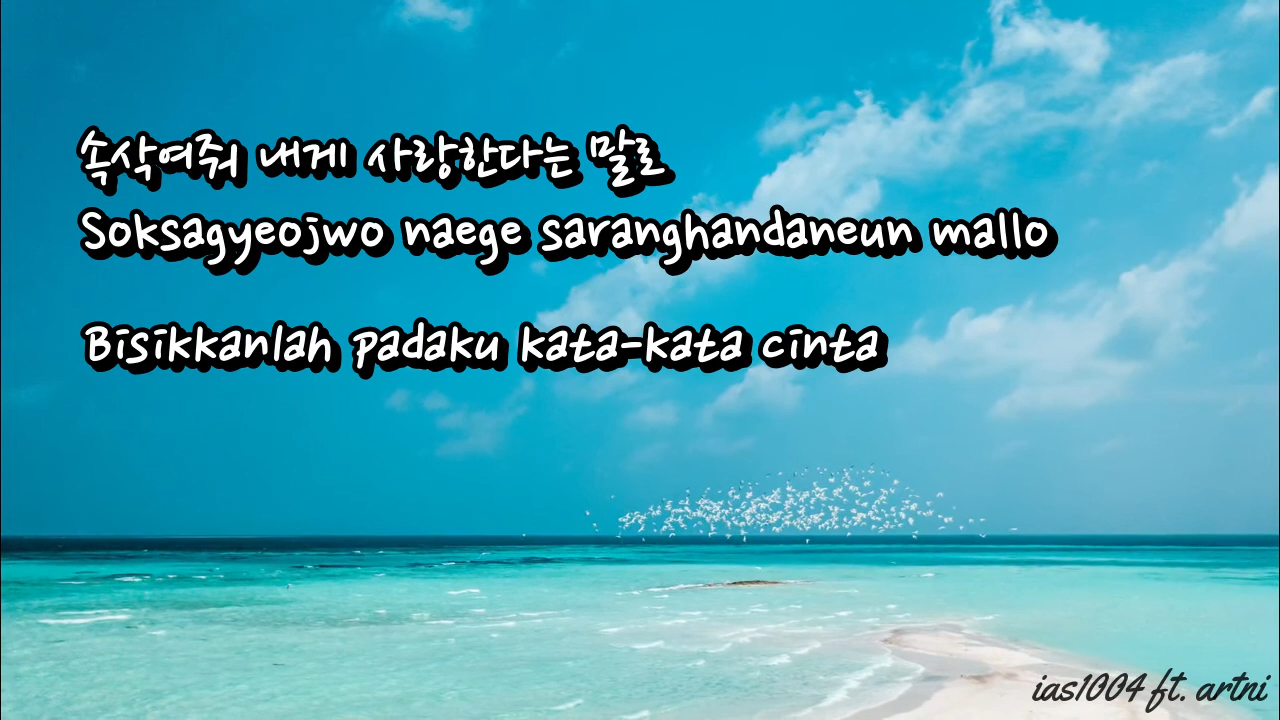 속삭여줘 내게 사랑한다는 말로
Soksagyeojwo naege saranghandaneun mallo
Bisikkanlah padaku kata-kata cinta
ias1004 ft. artni